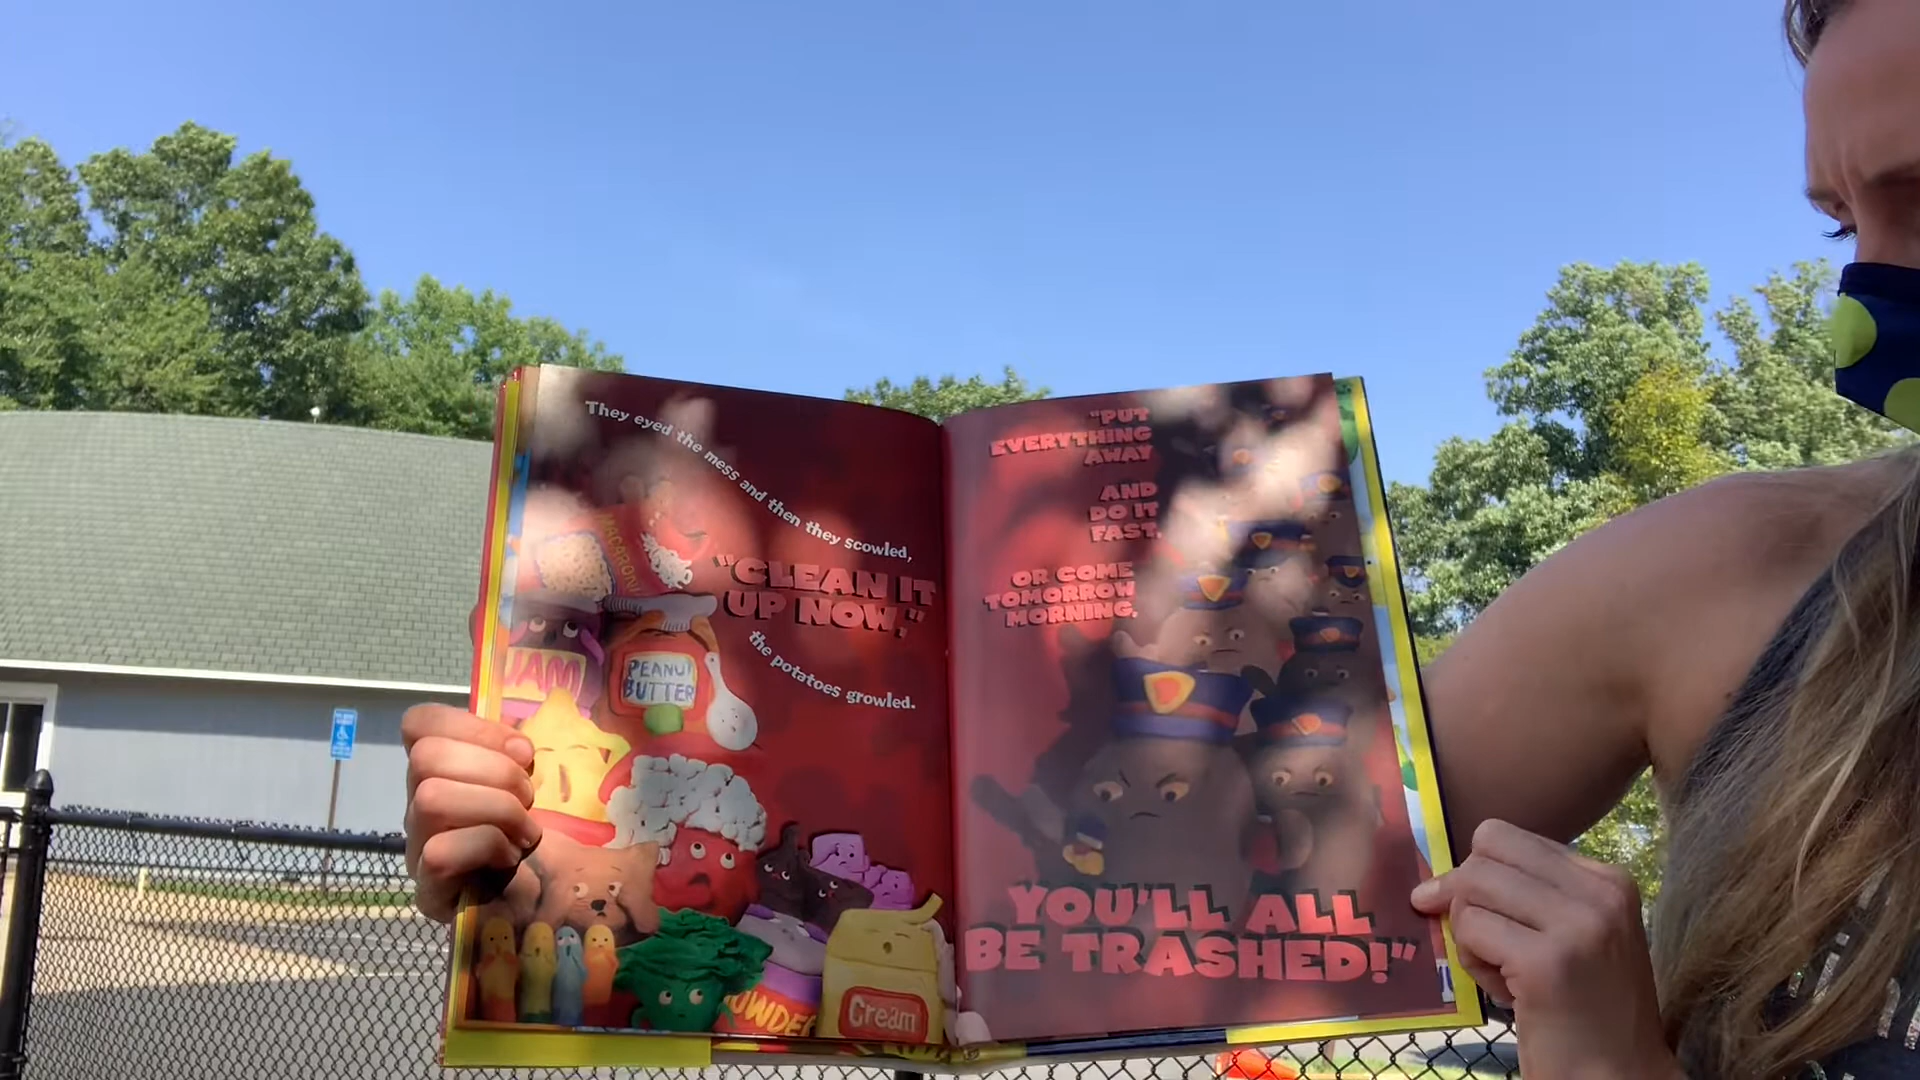 They eyed the mess and then they scowled,
"CLEAN IT
UP NOW,"
the potatoes growled.
MACARONI
JAM
PEANUT
BUTTER
OWDER
Cream
"PUT
EVERYTHING
AWAY
AND
DO IT
FAST,
OR COME
TOMORROW
MORNING,
YOU'LL ALL
BE TRASHED!"